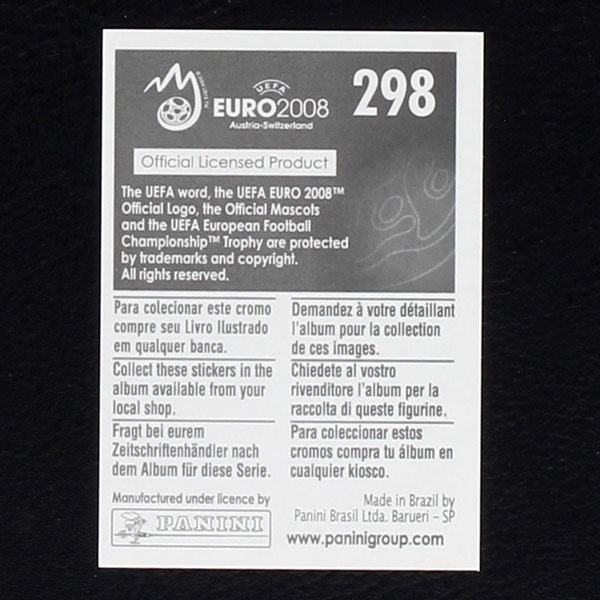 UEFA
EURO2008
Austria-Switzerland
298
Official Licensed Product
The UEFA word, the UEFA EURO 2008™
Official Logo, the Official Mascots
and the UEFA European Football
Championship™ Trophy are protected
by trademarks and copyright.
All rights reserved.
Para colecionar este cromo
compre seu Livro Ilustrado
em qualquer banca.
Demandez à votre détaillant
l'album pour la collection
de ces images.
Collect these stickers in the
album available from your
local shop.
Chiedete al vostro
rivenditore l'album per la
raccolta di queste figurine.
Fragt bei eurem
Zeitschriftenhändler nach
dem Album für diese Serie.
Para coleccionar estos
cromos compra tu álbum en
cualquier kiosco.
Manufactured under licence by
PANINI
Made in Brazil by
Panini Brasil Ltda. Barueri – SP
www.paninigroup.com